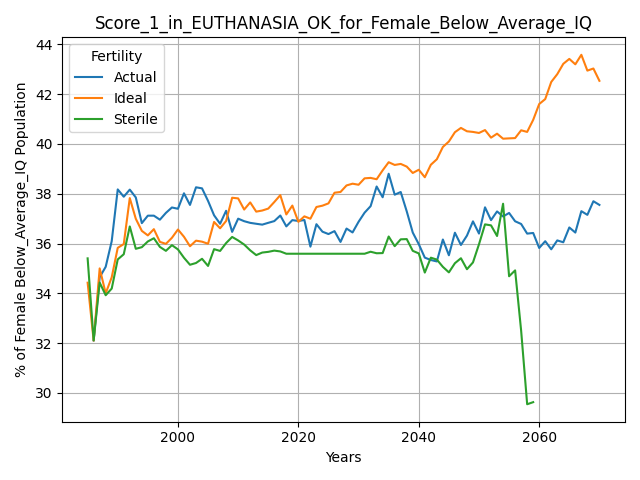 Score_1_in_EUTHANASIA_OK_for_Female_Below_Average_IQ
% of Female Below_Average_IQ Population
44
42
40
38
36
34
32
30
Fertility
Actual
Ideal
Sterile
2000
2020
2040
2060
Years